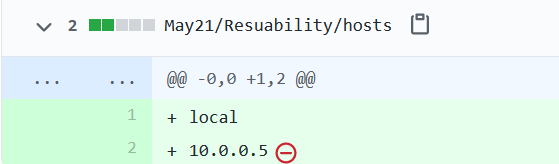 2 May21/Resuability/hosts
... ... @@ -0,0 +1,2 @@
1 + local
2 + 10.0.0.5